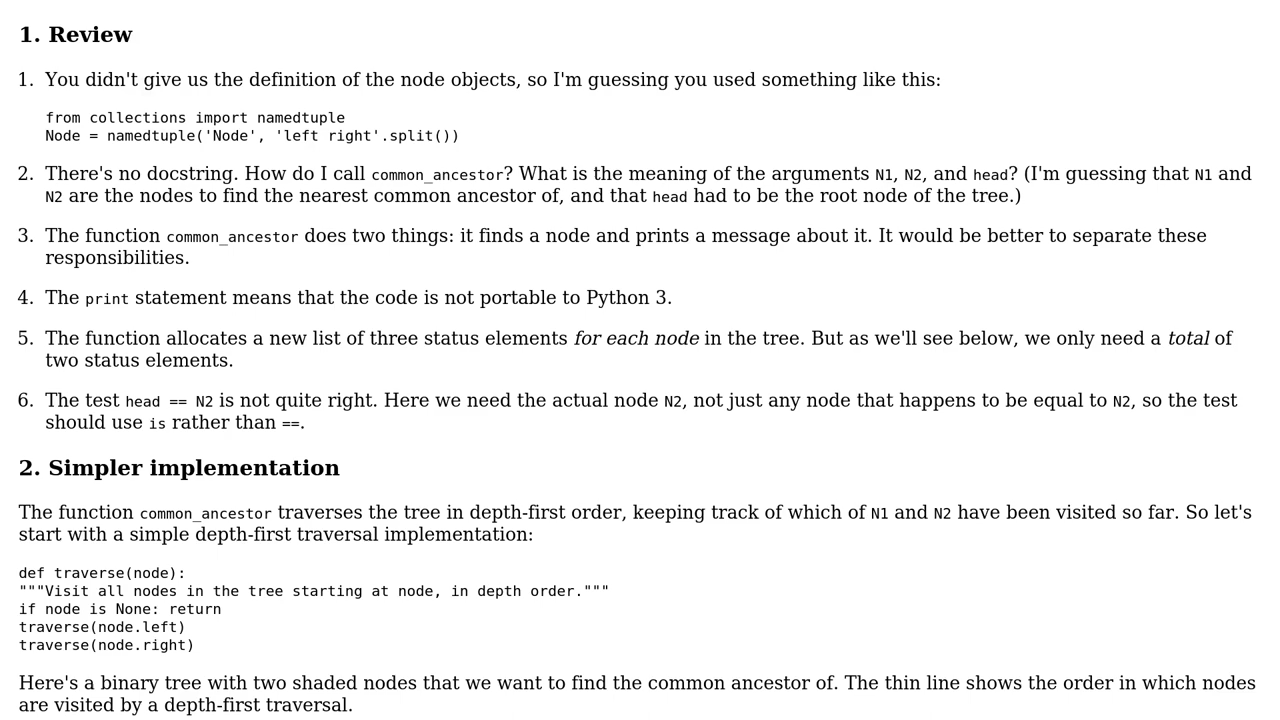 1. Review
1. You didn't give us the definition of the node objects, so I'm guessing you used something like this:
from collections import namedtuple
Node = namedtuple('Node', 'left right'.split())
2. There's no docstring. How do I call common_ancestor? What is the meaning of the arguments N1, N2, and head? (I'm guessing that N1 and
N2 are the nodes to find the nearest common ancestor of, and that head had to be the root node of the tree.)
3. The function common_ancestor does two things: it finds a node and prints a message about it. It would be better to separate these
responsibilities.
4. The print statement means that the code is not portable to Python 3.
5. The function allocates a new list of three status elements for each node in the tree. But as we'll see below, we only need a total of
two status elements.
6. The test head == N2 is not quite right. Here we need the actual node N2, not just any node that happens to be equal to N2, so the test
should use is rather than ==.
2. Simpler implementation
The function common_ancestor traverses the tree in depth-first order, keeping track of which of N1 and N2 have been visited so far. So let's
start with a simple depth-first traversal implementation:
def traverse(node):
"""Visit all nodes in the tree starting at node, in depth order."""
if node is None: return
traverse(node.left)
traverse(node.right)
Here's a binary tree with two shaded nodes that we want to find the common ancestor of. The thin line shows the order in which nodes
are visited by a depth-first traversal.